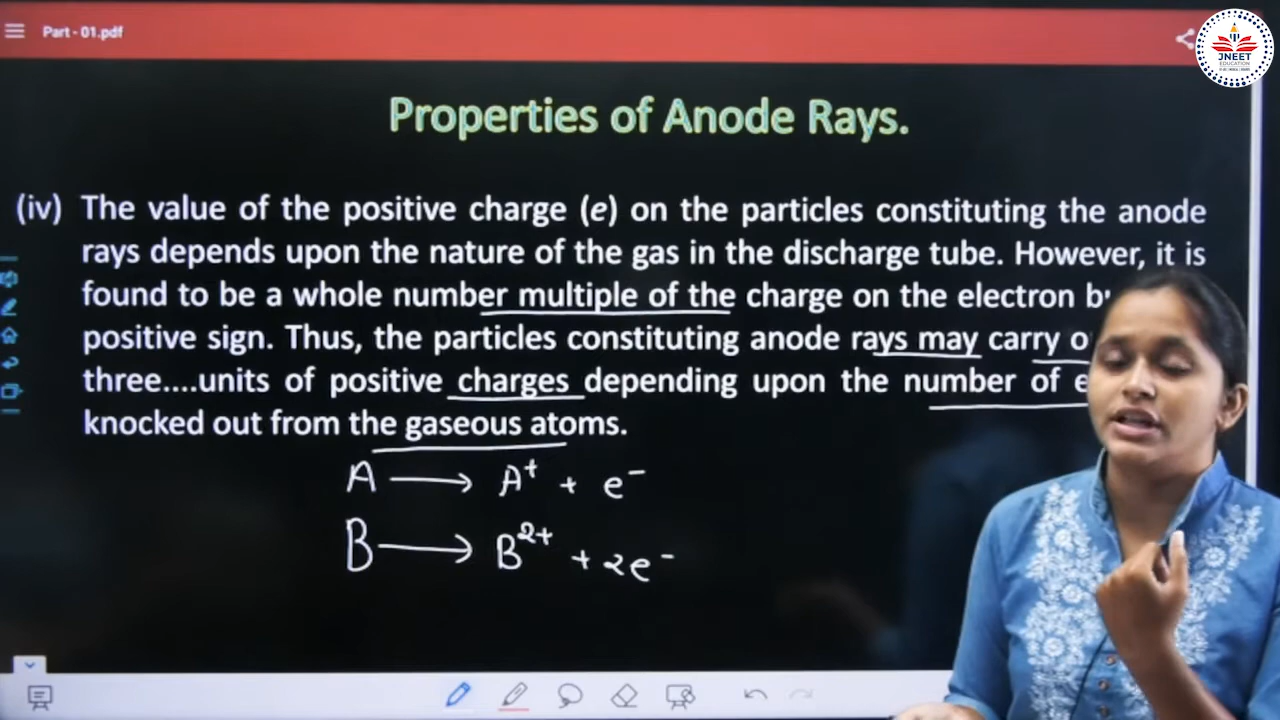 Part - 01.pdf
JNEET
EDUCATION
Properties of Anode Rays.
(iv) The value of the positive charge (e) on the particles constituting the anode
rays depends upon the nature of the gas in the discharge tube. However, it is
found to be a whole number multiple of the charge on the electron
positive sign. Thus, the particles constituting anode rays may carry
three....units of positive charges depending upon the number of
knocked out from the gaseous atoms.
A ⟶ A⁺ + e⁻
B ⟶ B²⁺ + 2e⁻